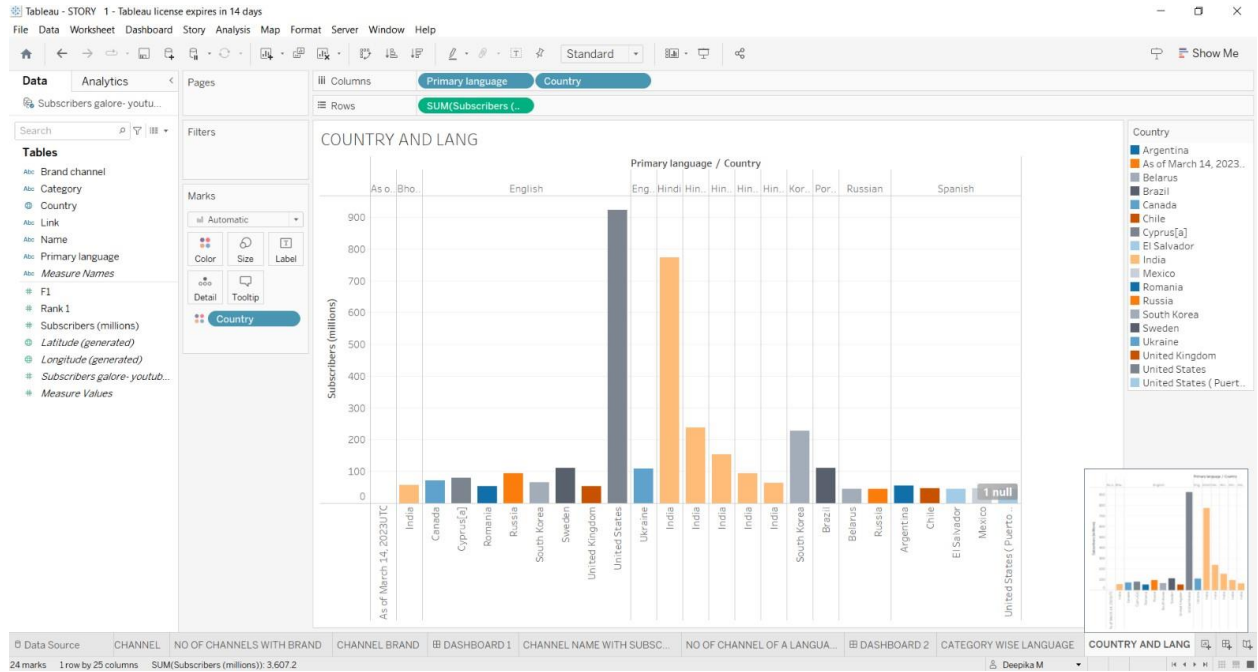 Tableau - STORY 1 - Tableau license expires in 14 days
File Data Worksheet Dashboard Story Analysis Map Format Server Window Help
Standard
Show Me
Data Analytics
Subscribers galore- youtu...
Search
Tables
Abc Brand channel
Abc Category
Country
Abc Link
Abc Name
Abc Primary language
Abc Measure Names
# F1
# Rank 1
# Subscribers (millions)
Latitude (generated)
Longitude (generated)
# Subscribers galore- youtub...
# Measure Values
Pages
Filters
Marks
Automatic
Color Size Label
Detail Tooltip
Country
iii Columns Primary language Country
Rows SUM(Subscribers (..
COUNTRY AND LANG
Primary language / Country
As o.. Bho.. English Eng.. Hindi Hin.. Hin.. Hin.. Hin.. Kor.. Por.. Russian Spanish
Subscribers (millions)
900
800
700
600
500
400
300
200
100
0
1 null
As of March 14, 2023UTC
India
Canada
Cyprus[a]
Romania
Russia
South Korea
Sweden
United Kingdom
United States
Ukraine
India
India
India
India
India
South Korea
Brazil
Belarus
Russia
Argentina
Chile
El Salvador
Mexico
United States ( Puerto ..
Country
Argentina
As of March 14, 2023...
Belarus
Brazil
Canada
Chile
Cyprus[a]
El Salvador
India
Mexico
Romania
Russia
South Korea
Sweden
Ukraine
United Kingdom
United States
United States ( Puert...
Data Source CHANNEL NO OF CHANNELS WITH BRAND CHANNEL BRAND DASHBOARD 1 CHANNEL NAME WITH SUBSC... NO OF CHANNEL OF A LANGUA... DASHBOARD 2 CATEGORY WISE LANGUAGE COUNTRY AND LANG
24 marks 1 row by 25 columns SUM(Subscribers (millions)): 3,607.2
Deepika M